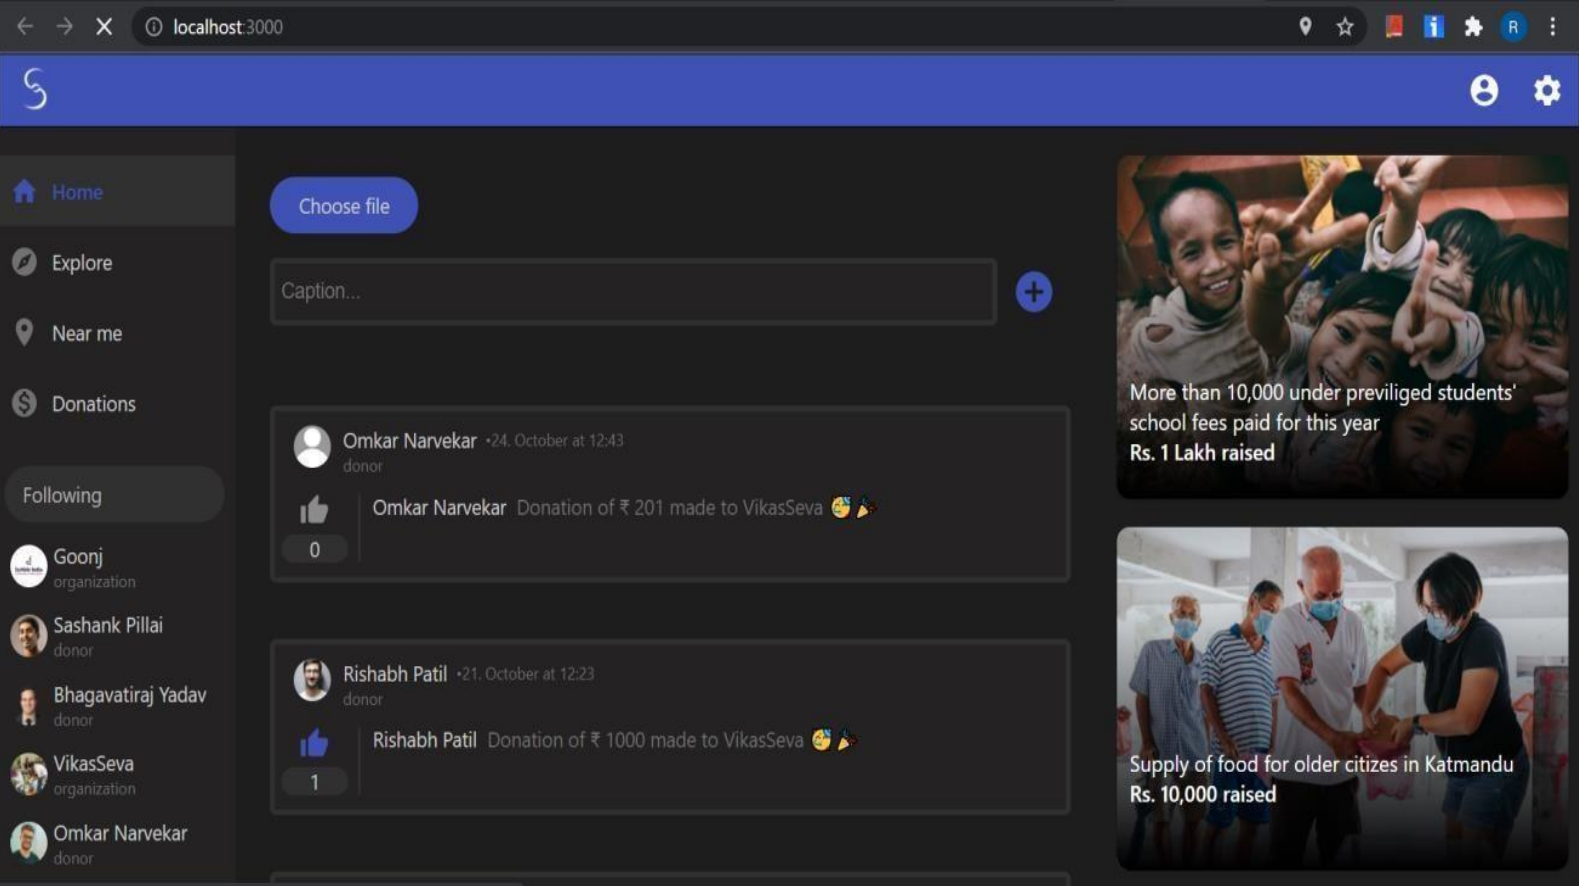 localhost:3000
R
Home
Explore
Near me
Donations
Following
Goonj
organization
Sashank Pillai
donor
Bhagavatiraj Yadav
donor
VikasSeva
organization
Omkar Narvekar
donor
Choose file
Caption...
Omkar Narvekar •24. October at 12:43
donor
Omkar Narvekar Donation of ₹ 201 made to VikasSeva 😴🎉
0
Rishabh Patil •21. October at 12:23
donor
Rishabh Patil Donation of ₹ 1000 made to VikasSeva 😴🎉
1
More than 10,000 under previliged students'
school fees paid for this year
Rs. 1 Lakh raised
Supply of food for older citizes in Katmandu
Rs. 10,000 raised